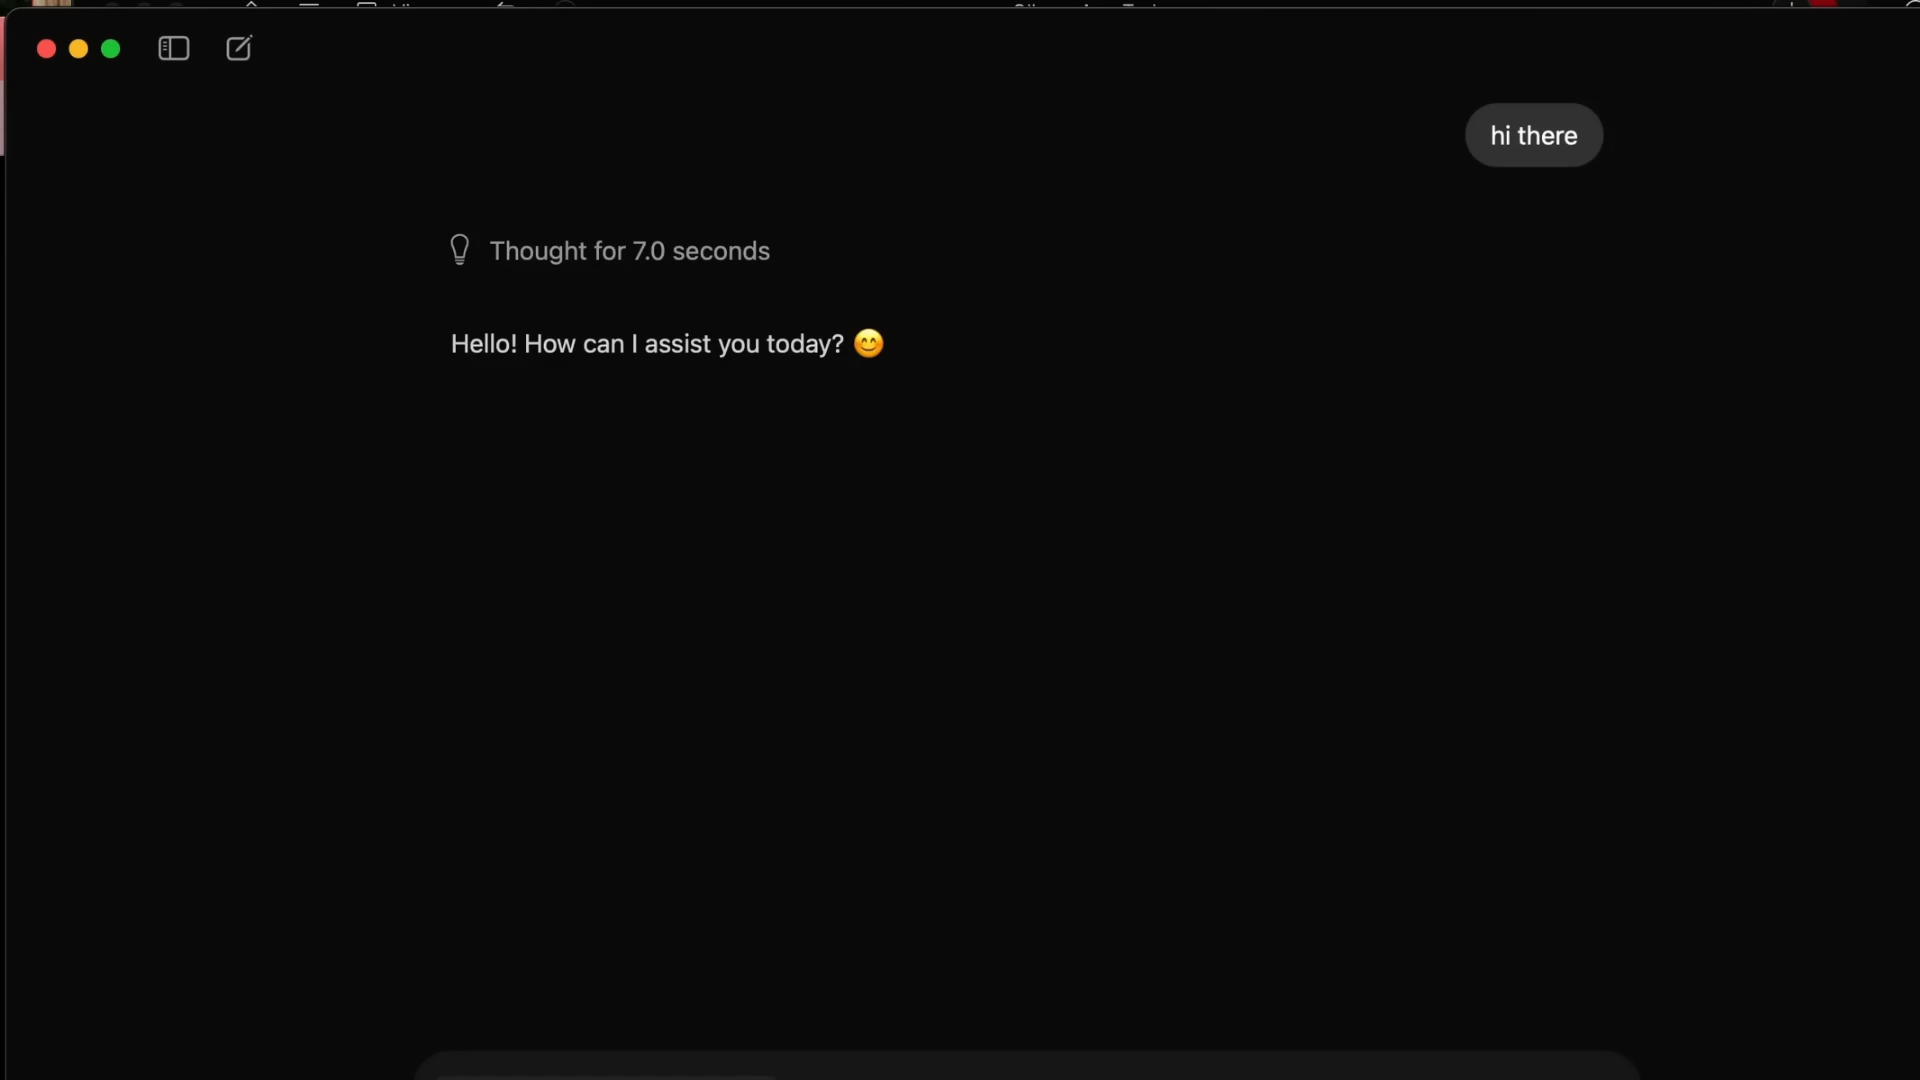 hi there
Thought for 7.0 seconds
Hello! How can I assist you today? 😊